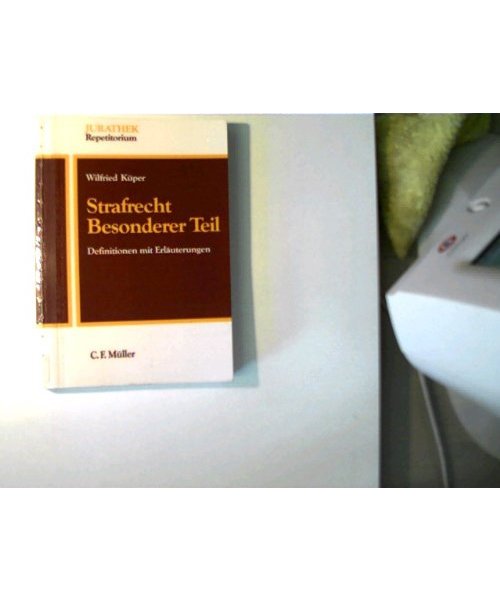 JURATHEK
Repetitorium
Wilfried Küper
Strafrecht
Besonderer Teil
Definitionen mit Erläuterungen
C. F. Müller